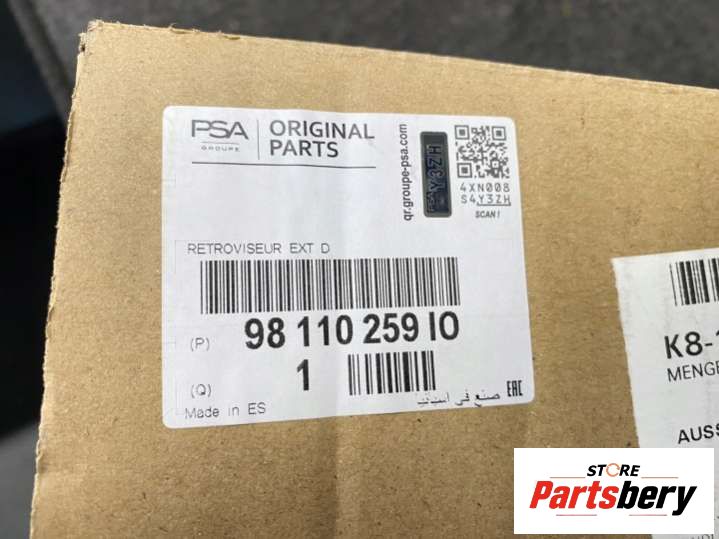 PSA
GROUPE
ORIGINAL
PARTS
qr.groupe-psa.com
PSA
Y3ZH
4XN008
S4Y3ZH
SCAN !
RETROVISEUR EXT D
(P) 98 110 259 IO
(Q) 1
Made in ES
صنع في اسبانيا
EAC
K8-
MENGE
AUSS
STORE
Partsbery